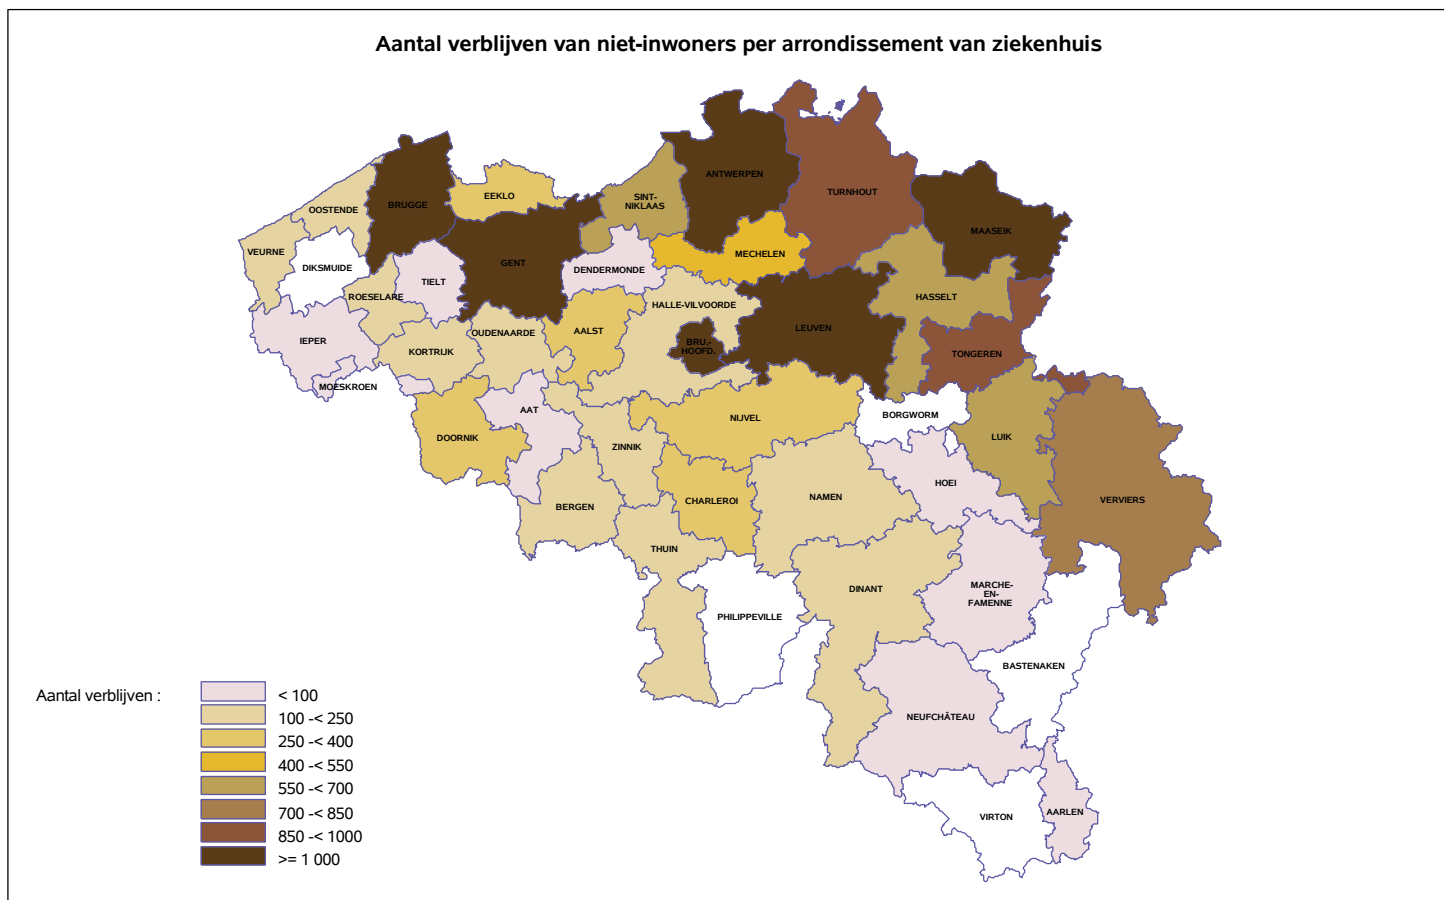 Aantal verblijven van niet-inwoners per arrondissement van ziekenhuis
ANTWERPEN
TURNHOUT
EEKLO
SINT-
NIKLAAS
BRUGGE
OOSTENDE
MAASEIK
VEURNE
MECHELEN
GENT
DIKSMUIDE
DENDERMONDE
TIELT
ROESELARE
HASSELT
HALLE-VILVOORDE
LEUVEN
AALST
OUDENAARDE
IEPER
BRU.-
HOOFD.
KORTRIJK
TONGEREN
MOESKROEN
AAT
BORGWORM
NIJVEL
DOORNIK
LUIK
ZINNIK
HOEI
NAMEN
CHARLEROI
VERVIERS
BERGEN
THUIN
MARCHE-
EN-
FAMENNE
DINANT
PHILIPPEVILLE
BASTENAKEN
NEUFCHÂTEAU
VIRTON
AARLEN
Aantal verblijven :
< 100
100 -< 250
250 -< 400
400 -< 550
550 -< 700
700 -< 850
850 -< 1000
>= 1 000